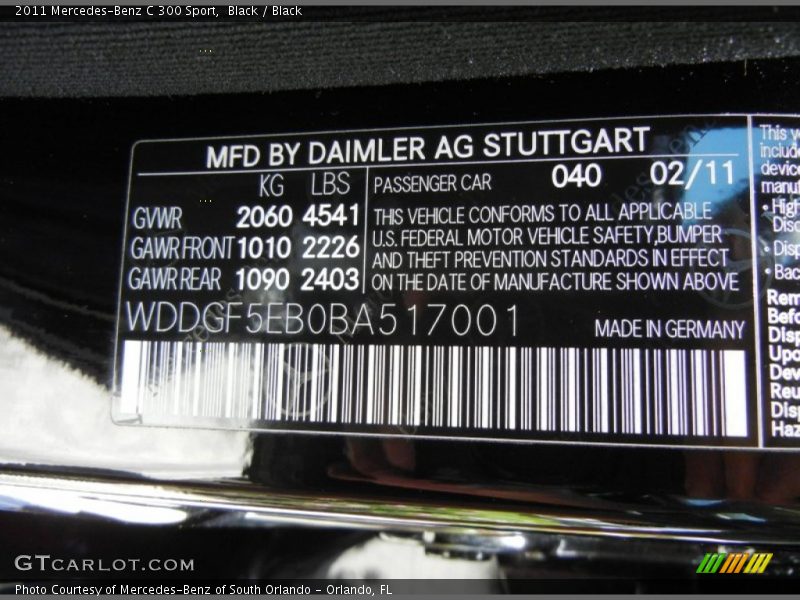 2011 Mercedes-Benz C 300 Sport,  Black / Black
MFD BY DAIMLER AG STUTTGART
KG LBS
GVWR 2060 4541
GAWR FRONT 1010 2226
GAWR REAR 1090 2403
PASSENGER CAR 040 02/11
THIS VEHICLE CONFORMS TO ALL APPLICABLE
U.S. FEDERAL MOTOR VEHICLE SAFETY,BUMPER
AND THEFT PREVENTION STANDARDS IN EFFECT
ON THE DATE OF MANUFACTURE SHOWN ABOVE
WDDGF5EB0BA517001
MADE IN GERMANY
This
GTCARLOT.COM
Photo Courtesy of Mercedes-Benz of South Orlando - Orlando, FL